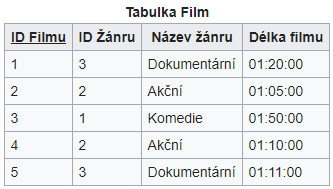 Tabulka Film
ID Filmu ID Žánru Název žánru Délka filmu
1 3 Dokumentární 01:20:00
2 2 Akční 01:05:00
3 1 Komedie 01:50:00
4 2 Akční 01:10:00
5 3 Dokumentární 01:11:00